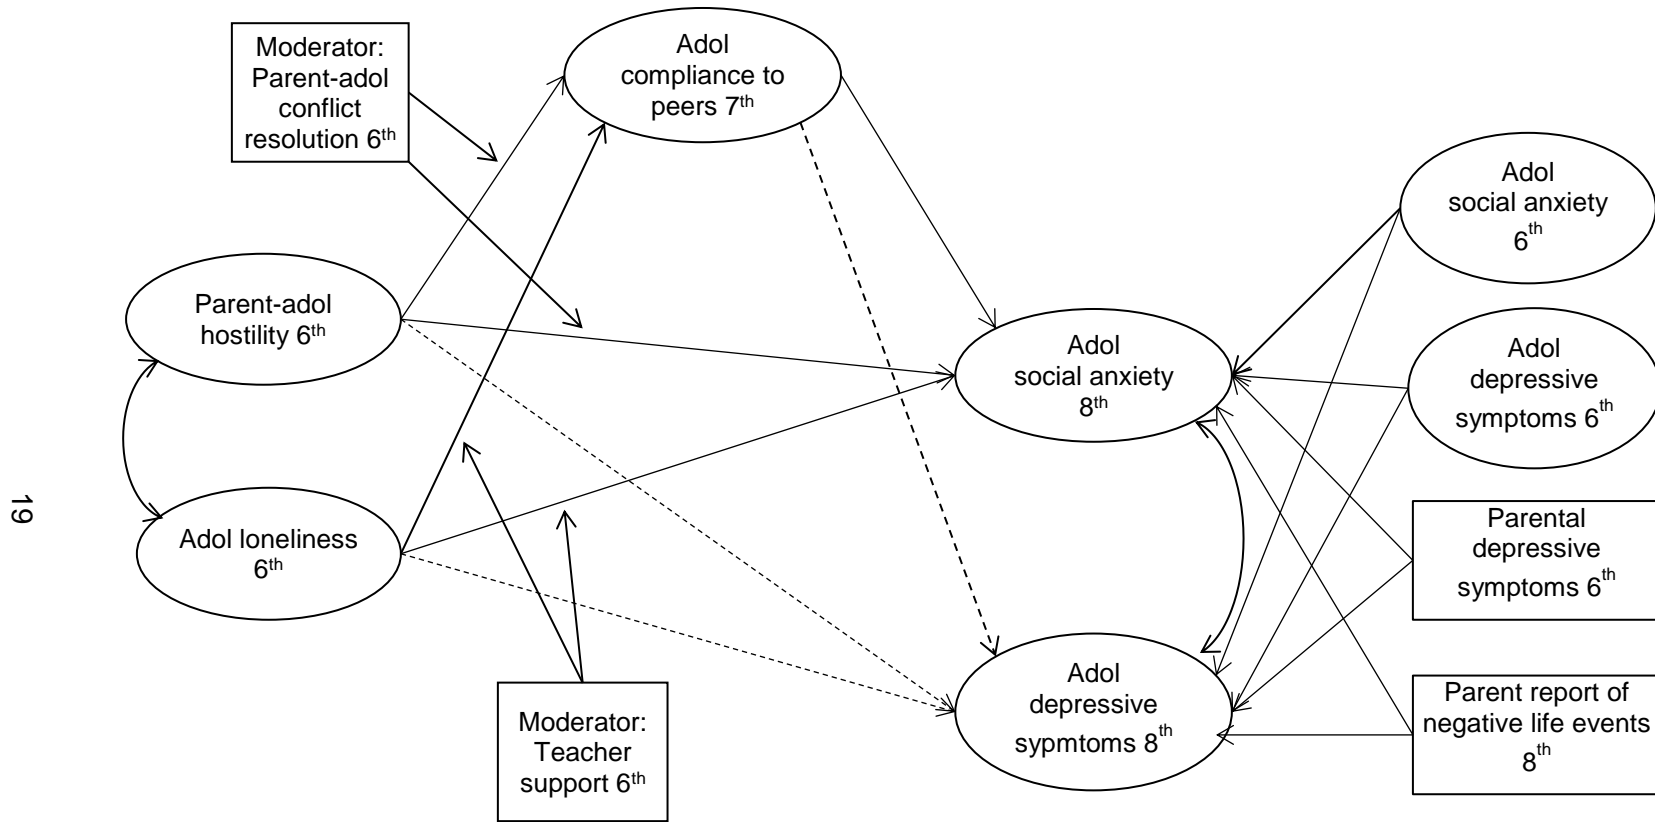 Moderator:
Parent-adol
conflict
resolution 6th
Adol
compliance to
peers 7th
Adol
social anxiety
6th
Parent-adol
hostility 6th
Adol
social anxiety
8th
Adol
depressive
symptoms 6th
19
Adol loneliness
6th
Parental
depressive
symptoms 6th
Moderator:
Teacher
support 6th
Adol
depressive
sypmtoms 8th
Parent report of
negative life events
8th